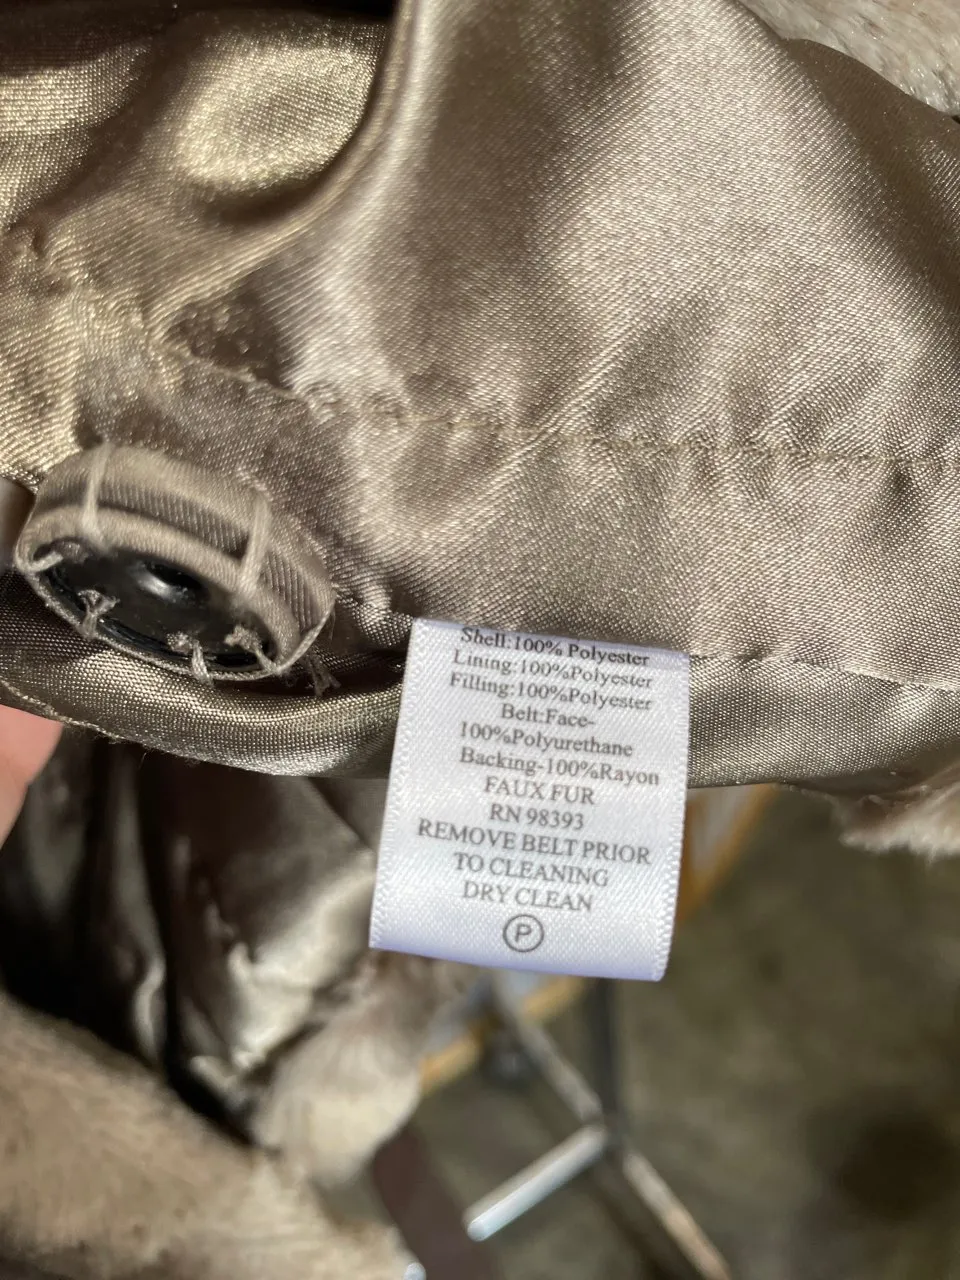 Shell:100% Polyester
Lining:100%Polyester
Filling:100%Polyester
Belt:Face-
100%Polyurethane
Backing-100%Rayon
FAUX FUR
RN 98393
REMOVE BELT PRIOR
TO CLEANING
DRY CLEAN
P